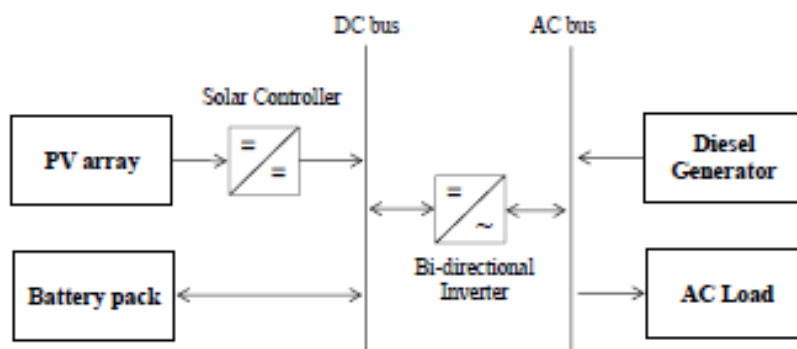 DC bus
AC bus
Solar Controller
PV array
=
=
Diesel
Generator
=
~
Bi-directional
Inverter
Battery pack
AC Load